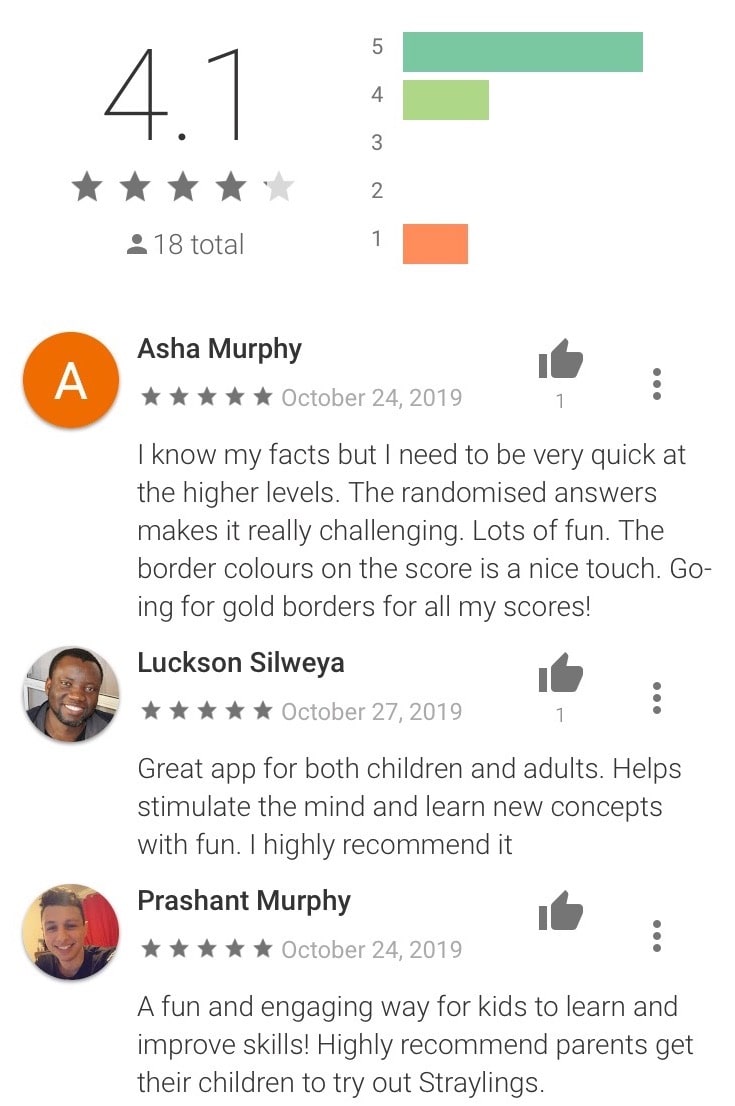 4.1
5
4
3
2
1
18 total
Asha Murphy
October 24, 2019
1
I know my facts but I need to be very quick at
the higher levels. The randomised answers
makes it really challenging. Lots of fun. The
border colours on the score is a nice touch. Go-
ing for gold borders for all my scores!
A
Luckson Silweya
October 27, 2019
1
Great app for both children and adults. Helps
stimulate the mind and learn new concepts
with fun. I highly recommend it
Prashant Murphy
October 24, 2019
A fun and engaging way for kids to learn and
improve skills! Highly recommend parents get
their children to try out Straylings.